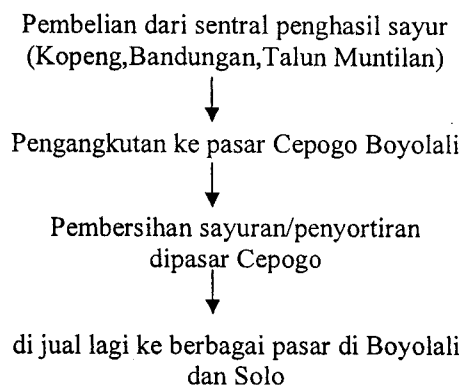 Pembelian dari sentral penghasil sayur
(Kopeng,Bandungan,Talun Muntilan)
Pengangkutan ke pasar Cepogo Boyolali
Pembersihan sayuran/penyortiran
dipasar Cepogo
di jual lagi ke berbagai pasar di Boyolali
dan Solo